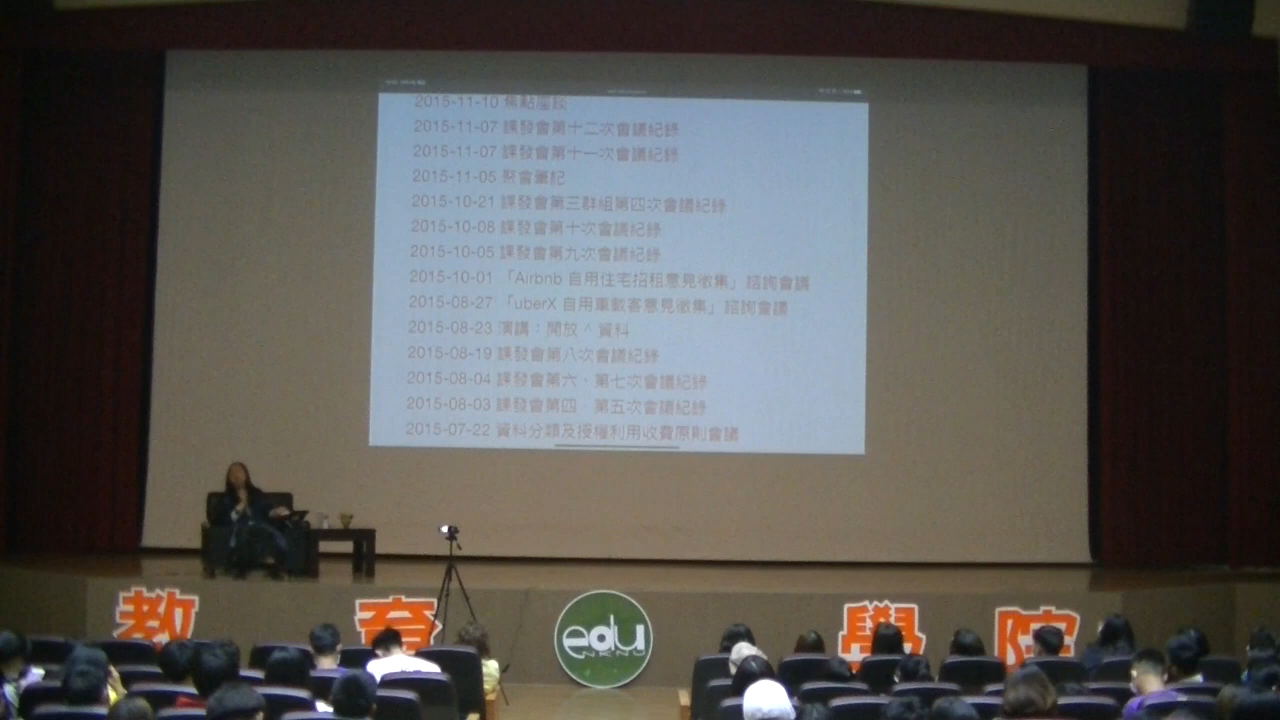 2015-11-10 焦點座談
2015-11-07 課發會第十二次會議紀錄
2015-11-07 課發會第十一次會議紀錄
2015-11-05 聚會筆記
2015-10-21 課發會第三群組第四次會議紀錄
2015-10-08 課發會第十次會議紀錄
2015-10-05 課發會第九次會議紀錄
2015-10-01 「Airbnb 自用住宅招租意見徵集」諮詢會議
2015-08-27 「uberX 自用車載客意見徵集」諮詢會議
2015-08-23 演講：開放 ^ 資料
2015-08-19 課發會第八次會議紀錄
2015-08-04 課發會第六、第七次會議紀錄
2015-08-03 課發會第四、第五次會議紀錄
2015-07-22 資料分類及授權利用收費原則會議
教育 學院
edu